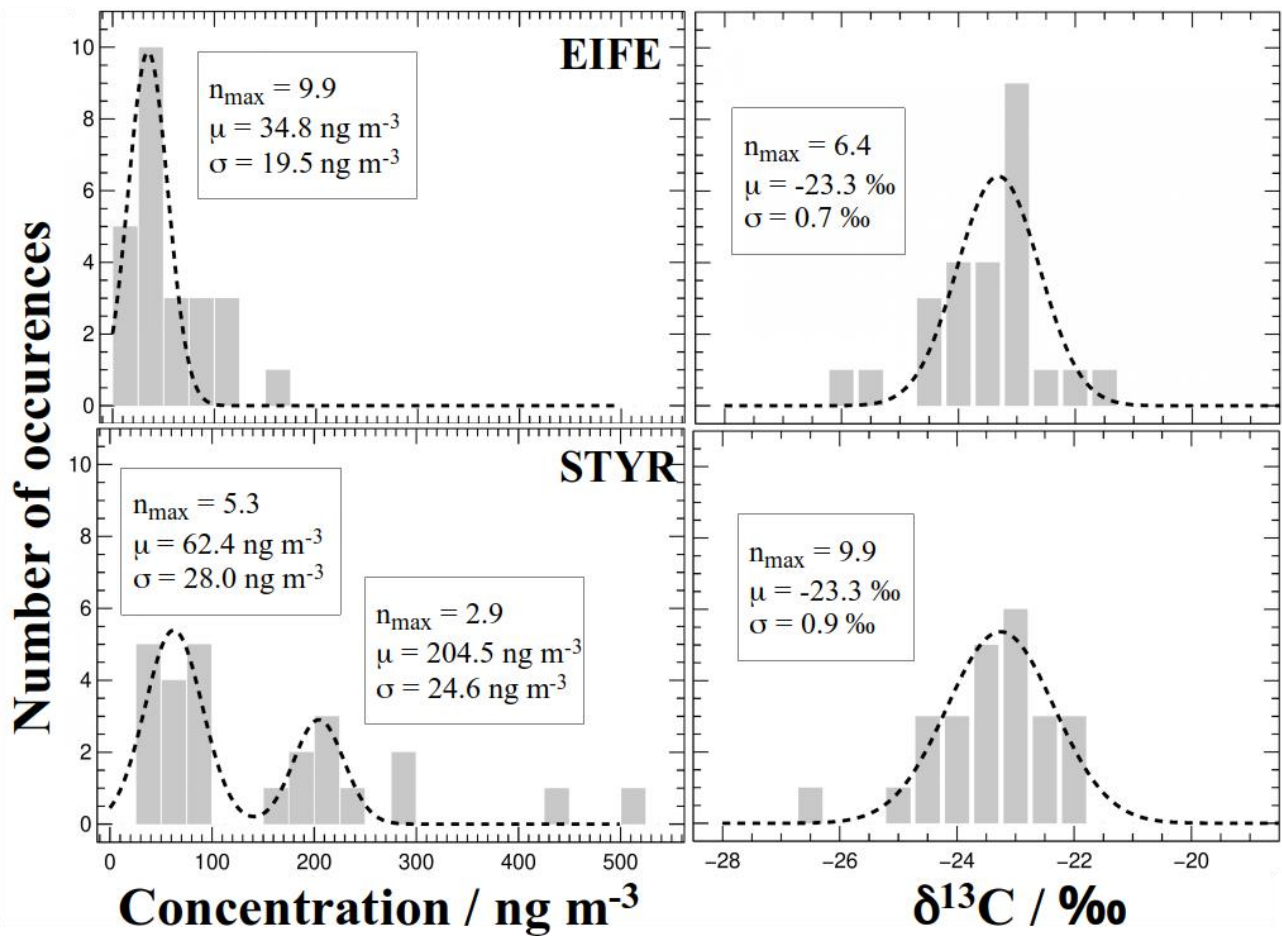 Number of occurences
10
8
6
4
2
0
EIFE
n_max = 9.9
μ = 34.8 ng m⁻³
σ = 19.5 ng m⁻³
n_max = 6.4
μ = -23.3 ‰
σ = 0.7 ‰
10
8
6
4
2
0
STYR
n_max = 5.3
μ = 62.4 ng m⁻³
σ = 28.0 ng m⁻³
n_max = 2.9
μ = 204.5 ng m⁻³
σ = 24.6 ng m⁻³
n_max = 9.9
μ = -23.3 ‰
σ = 0.9 ‰
0 100 200 300 400 500
−28 −26 −24 −22 −20
Concentration / ng m⁻³
δ¹³C / ‰